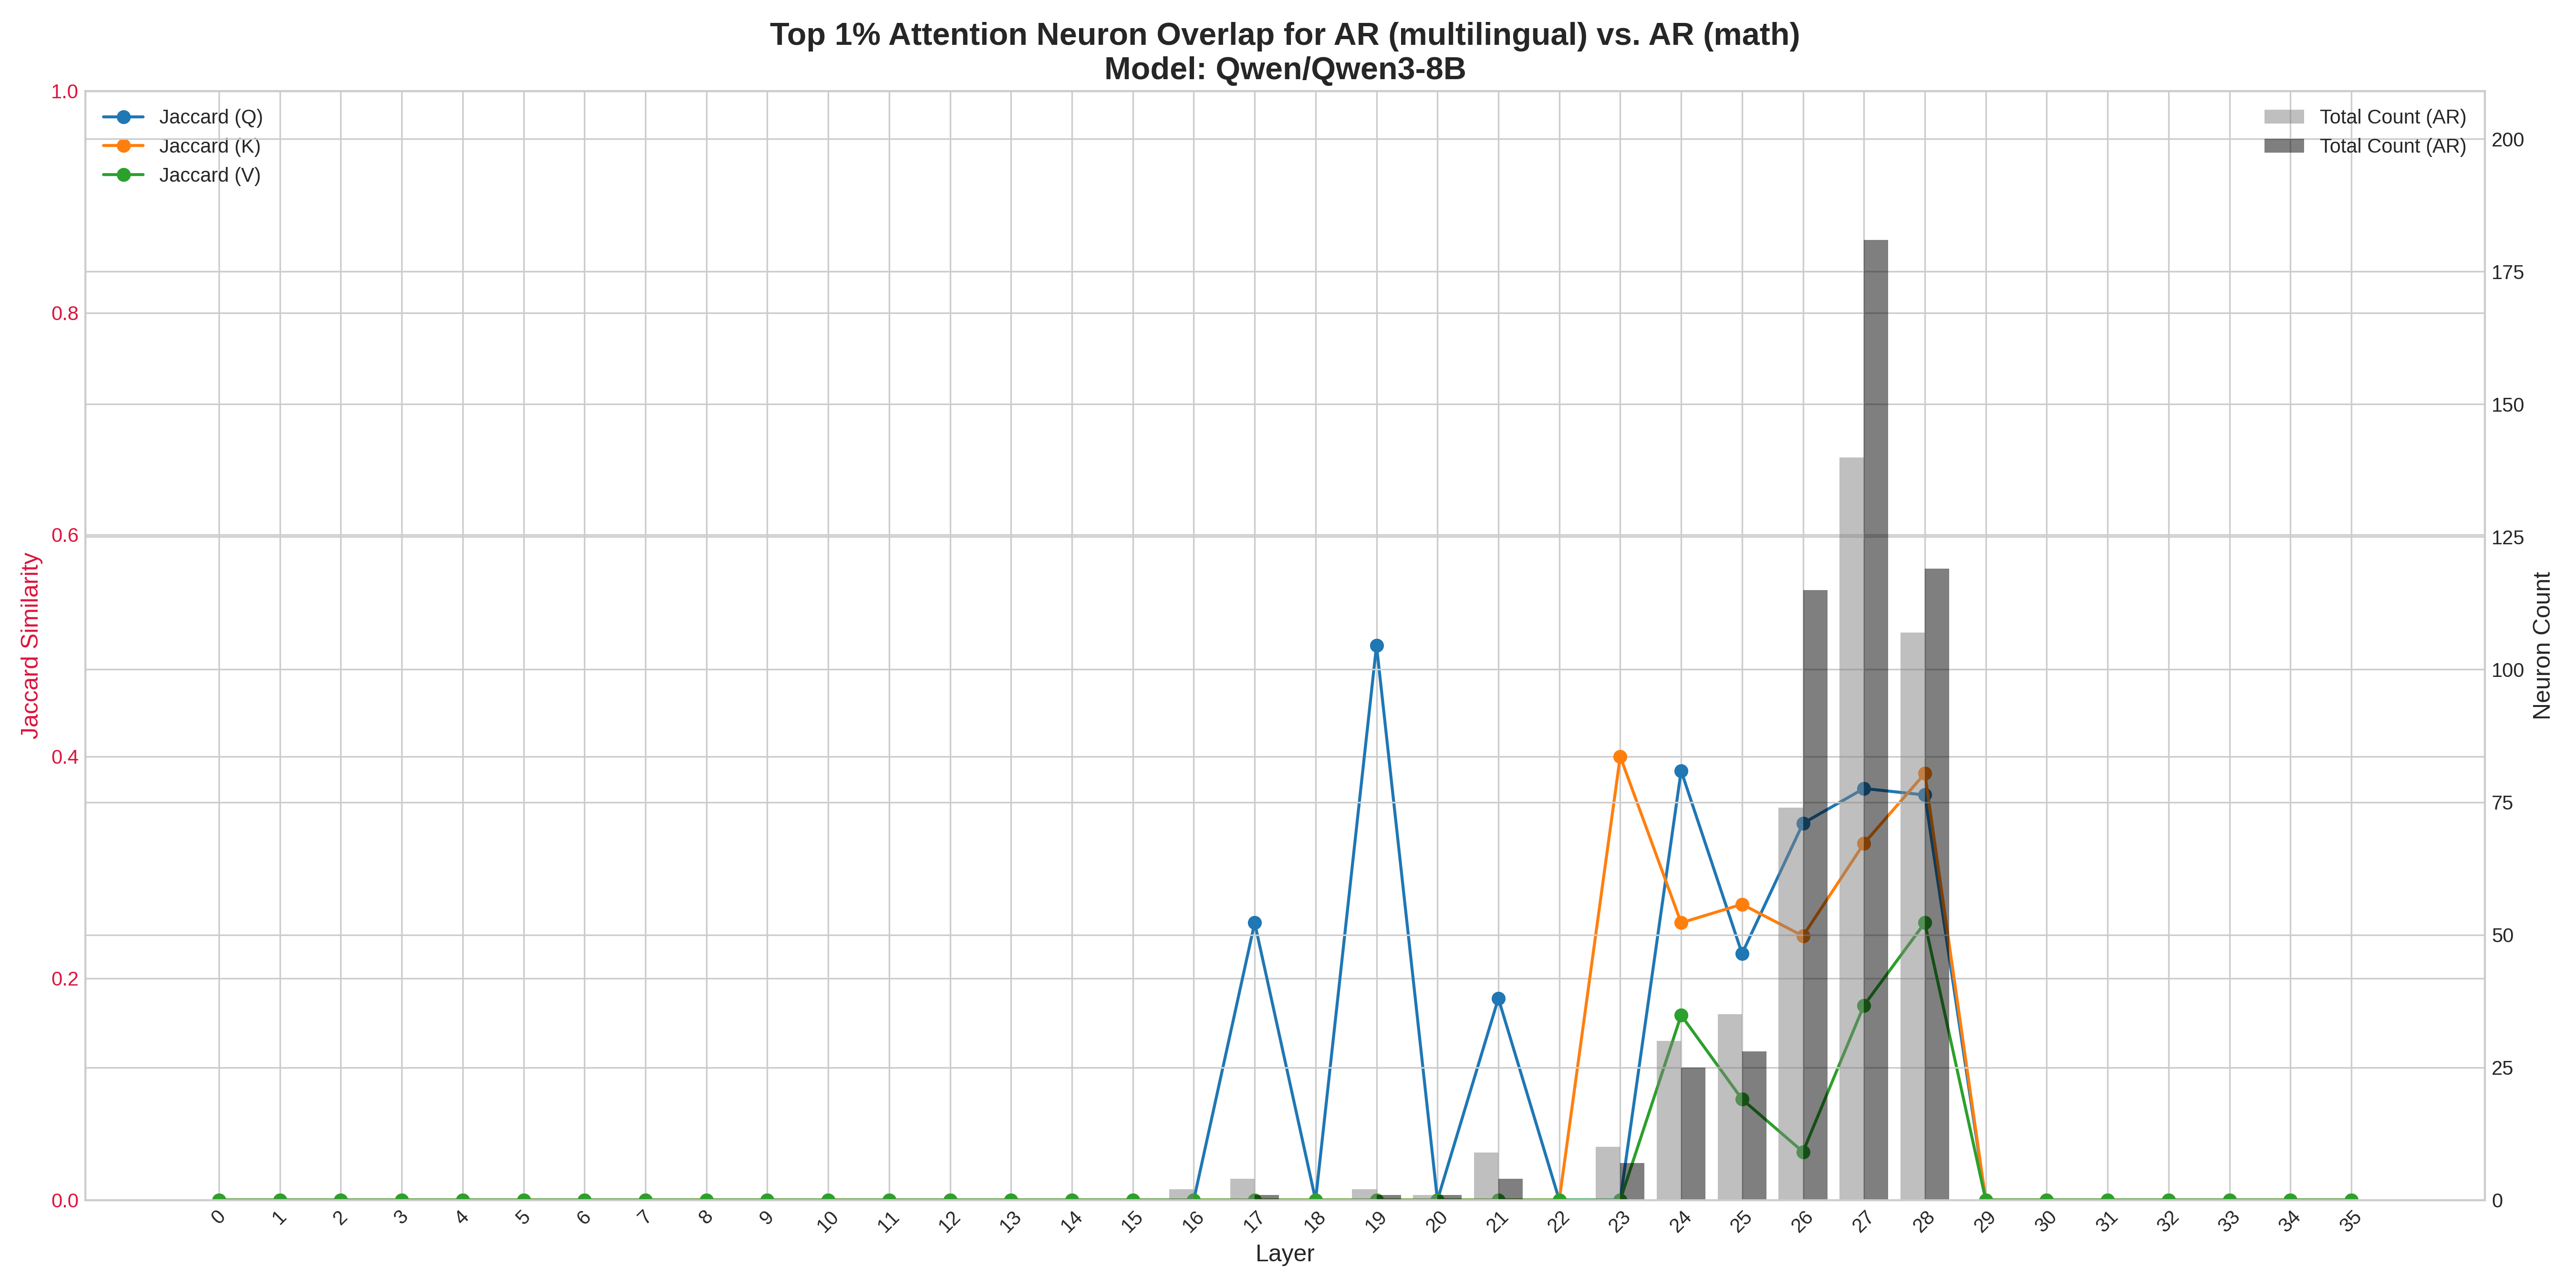 Top 1% Attention Neuron Overlap for AR (multilingual) vs. AR (math)
Model: Qwen/Qwen3-8B
Jaccard (Q)
Jaccard (K)
Jaccard (V)
Total Count (AR)
Total Count (AR)
1.0
0.8
0.6
0.4
0.2
0.0
Jaccard Similarity
200
175
150
125
100
75
50
25
0
Neuron Count
0 1 2 3 4 5 6 7 8 9 10 11 12 13 14 15 16 17 18 19 20 21 22 23 24 25 26 27 28 29 30 31 32 33 34 35
Layer